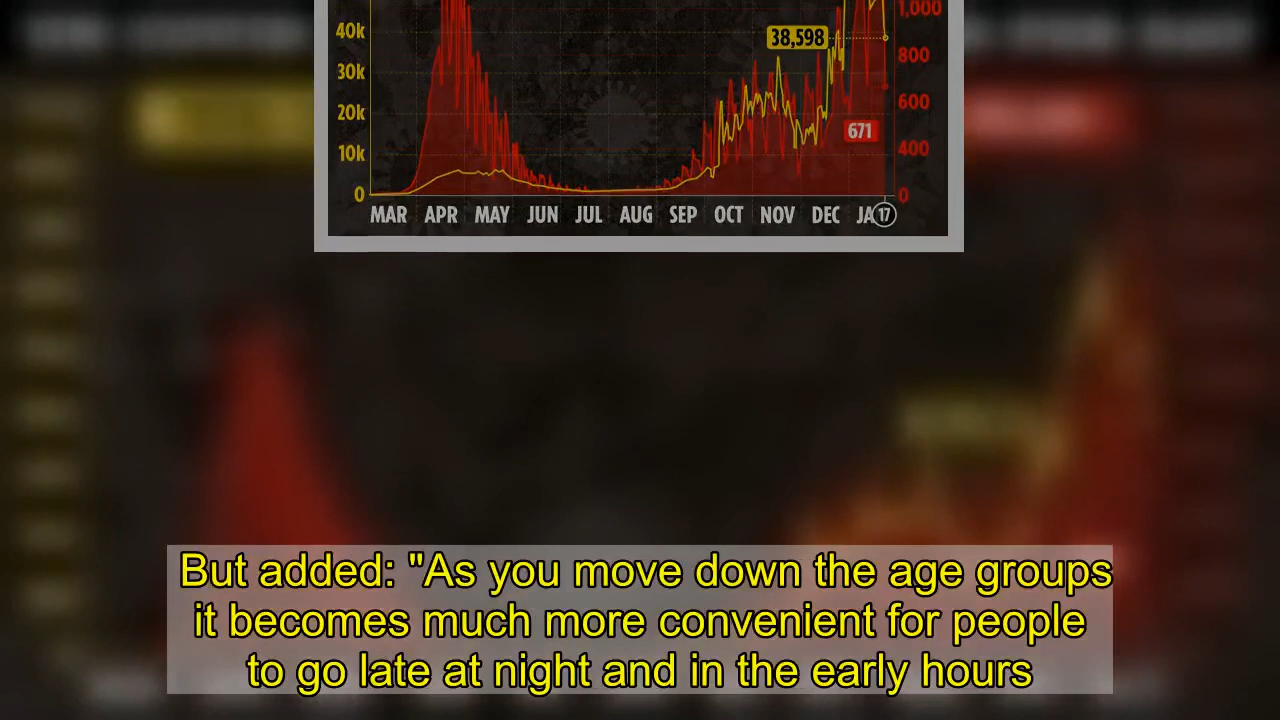 1,000
40k
38,598
800
30k
600
20k
671
400
10k
0
0
MAR APR MAY JUN JUL AUG SEP OCT NOV DEC JA 17
But added: "As you move down the age groups
it becomes much more convenient for people
to go late at night and in the early hours